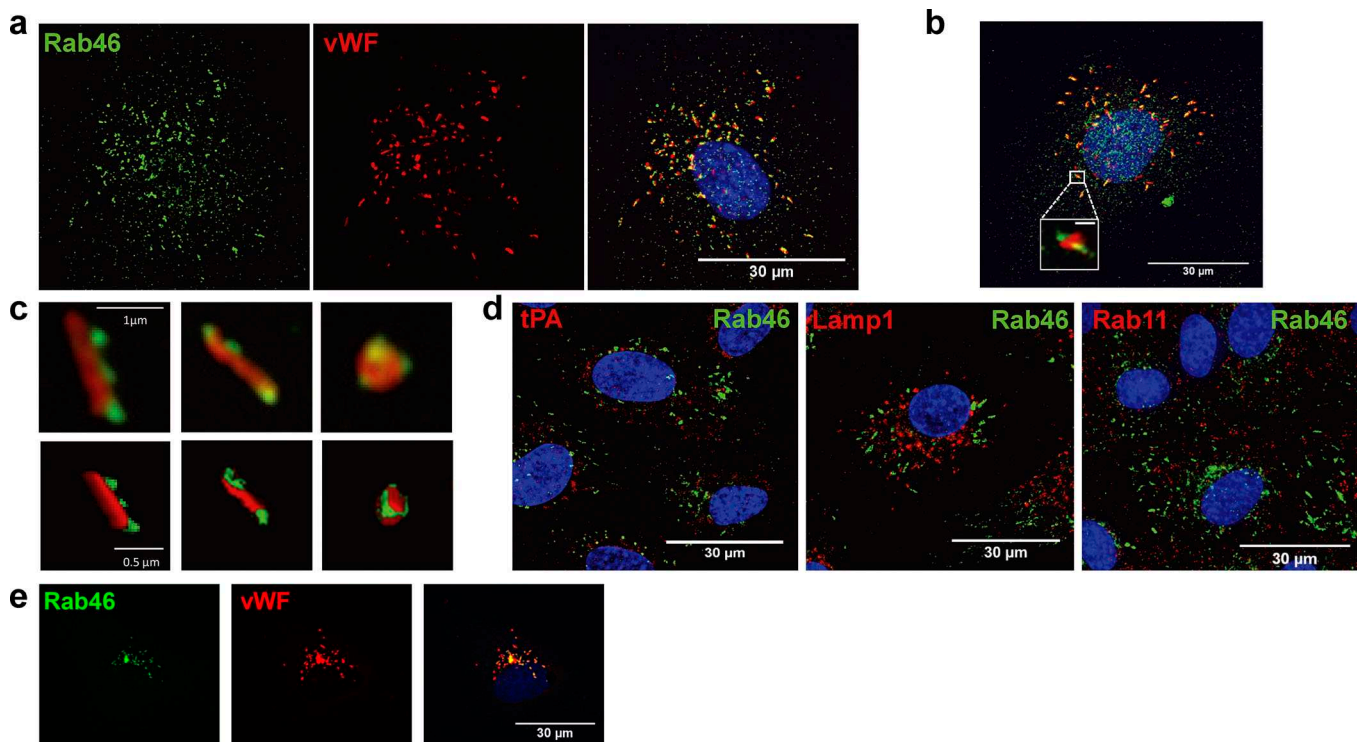 a
Rab46
vWF
30 µm
b
30 µm
c
1µm
0.5 µm
d
tPA
Rab46
30 µm
Lamp1
Rab46
30 µm
Rab11
Rab46
30 µm
e
Rab46
vWF
30 µm